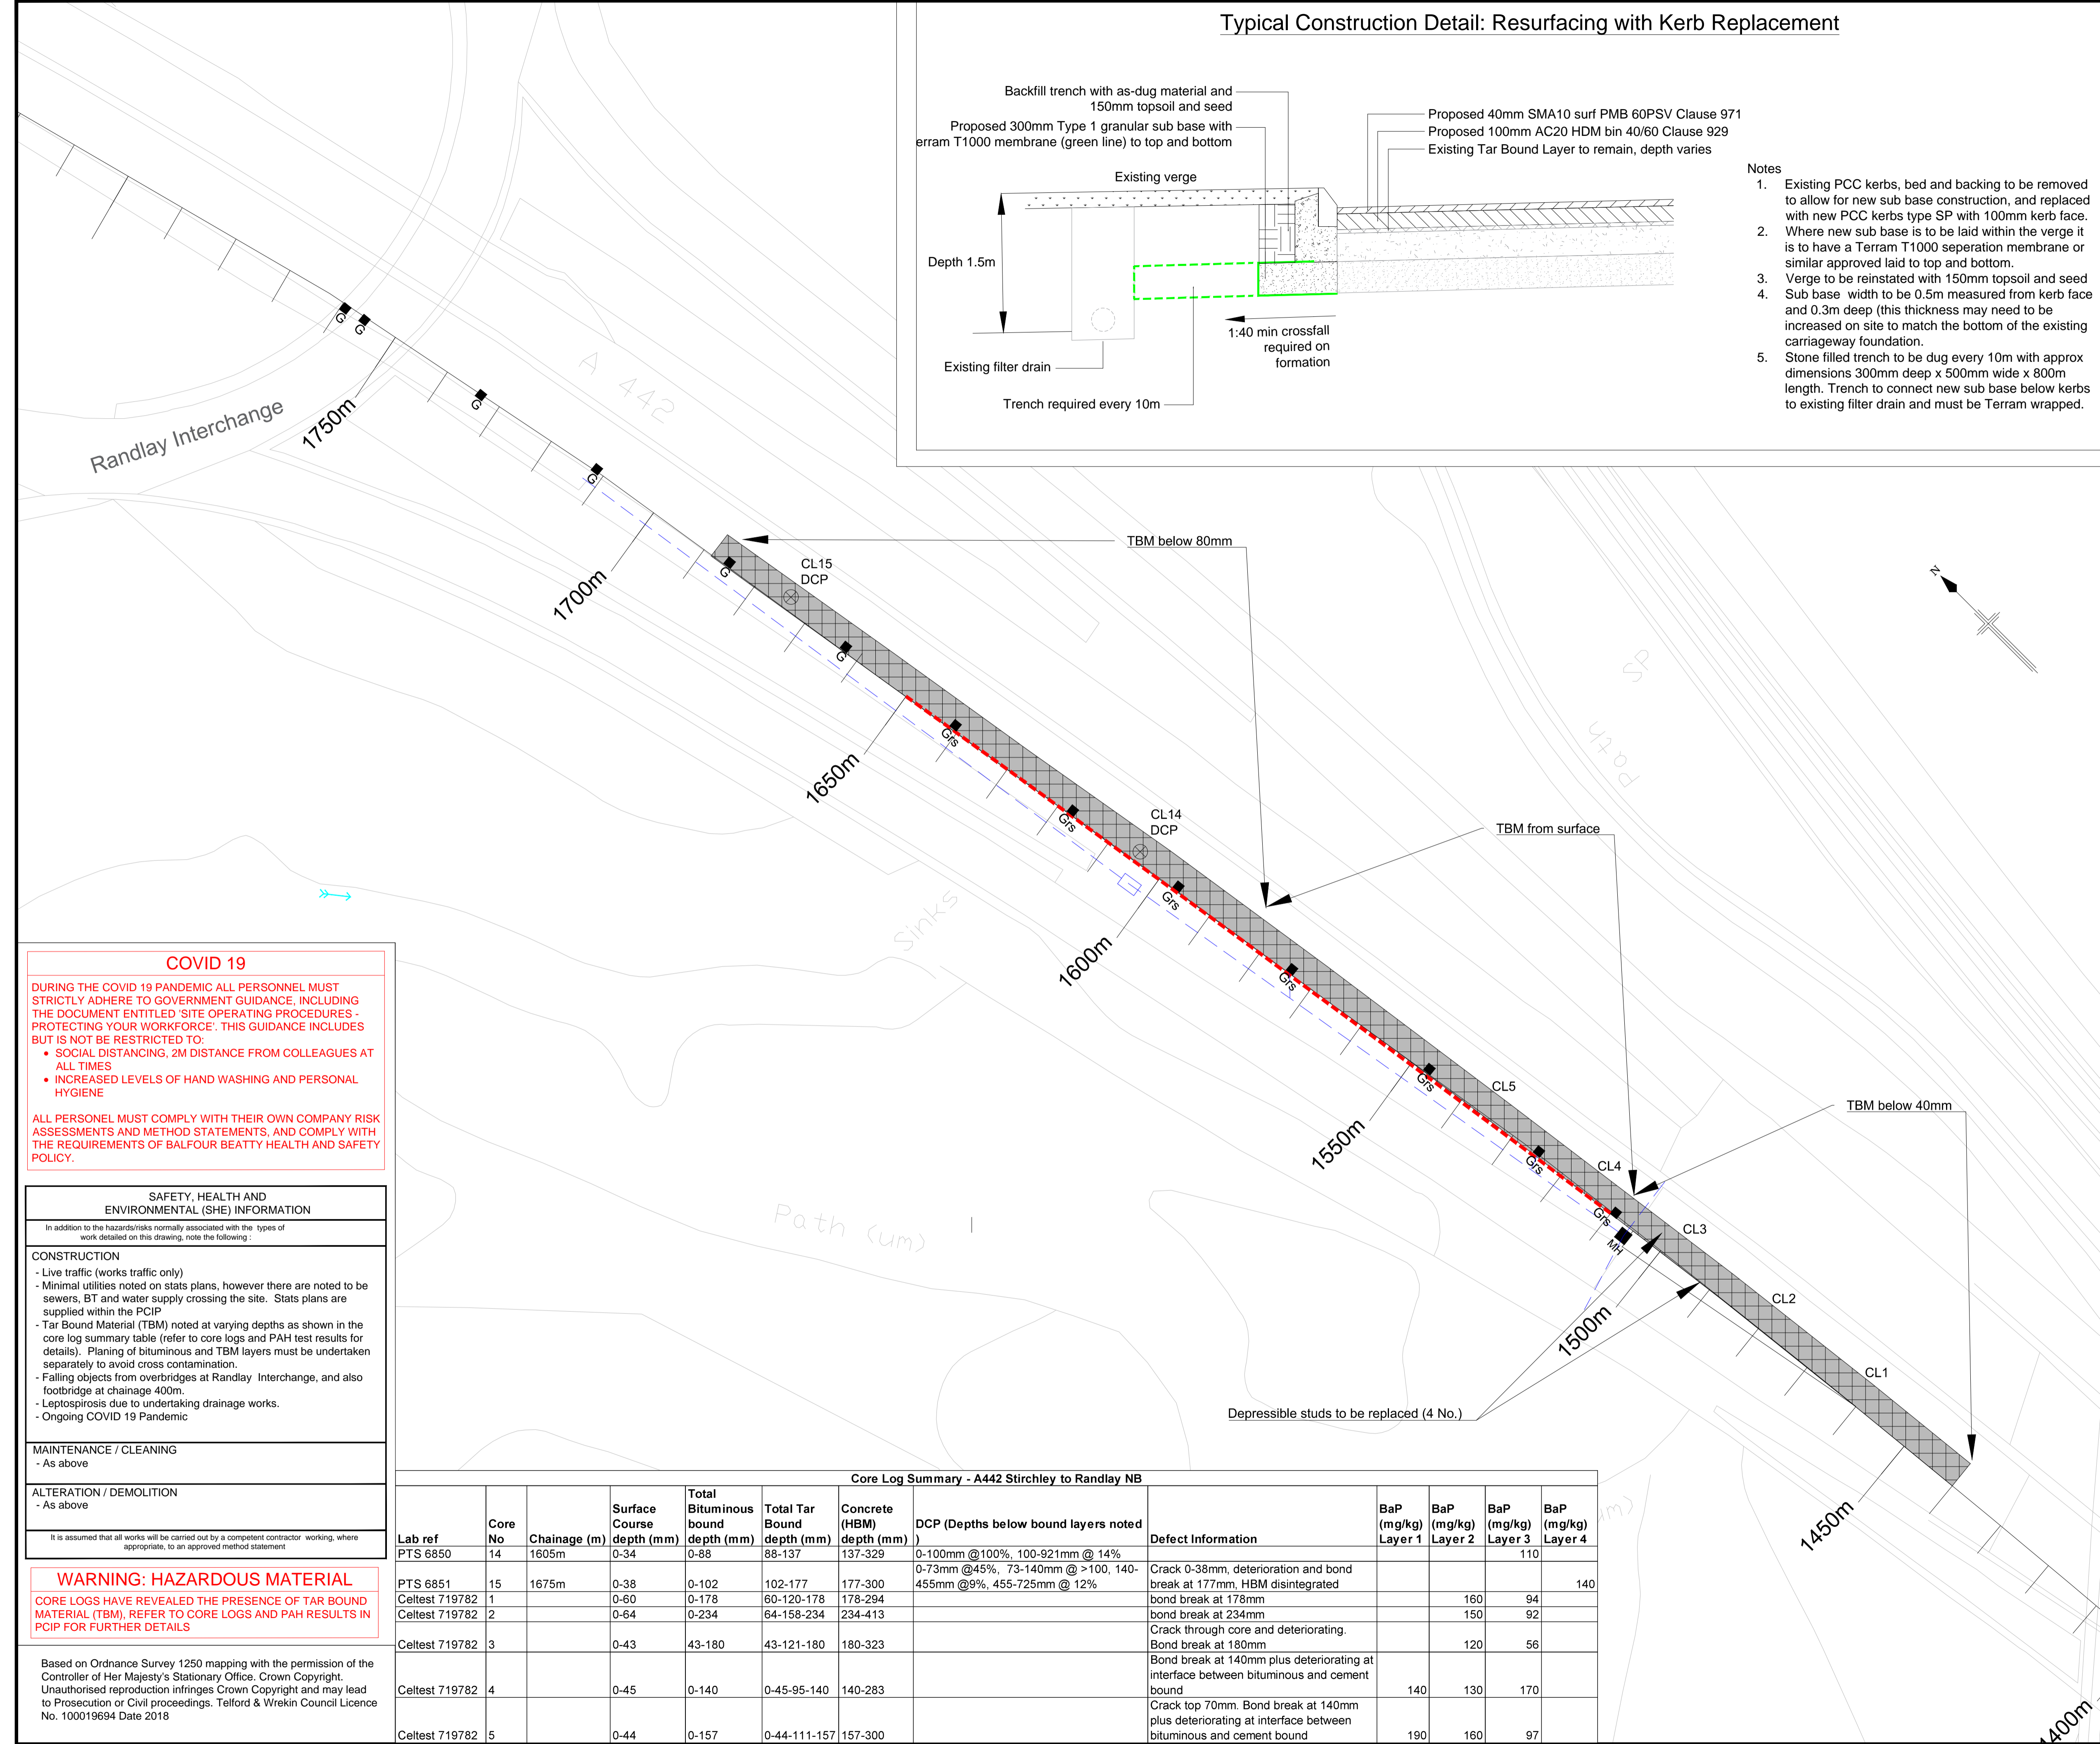 Typical Construction Detail: Resurfacing with Kerb Replacement
Backfill trench with as-dug material and
150mm topsoil and seed
Proposed 300mm Type 1 granular sub base with
erram T1000 membrane (green line) to top and bottom
Existing verge
Depth 1.5m
Existing filter drain
Trench required every 10m
1:40 min crossfall
required on
formation
Proposed 40mm SMA10 surf PMB 60PSV Clause 971
Proposed 100mm AC20 HDM bin 40/60 Clause 929
Existing Tar Bound Layer to remain, depth varies
Notes
1. Existing PCC kerbs, bed and backing to be removed
to allow for new sub base construction, and replaced
with new PCC kerbs type SP with 100mm kerb face.
2. Where new sub base is to be laid within the verge it
is to have a Terram T1000 seperation membrane or
similar approved laid to top and bottom.
3. Verge to be reinstated with 150mm topsoil and seed
4. Sub base width to be 0.5m measured from kerb face
and 0.3m deep (this thickness may need to be
increased on site to match the bottom of the existing
carriageway foundation.
5. Stone filled trench to be dug every 10m with approx
dimensions 300mm deep x 500mm wide x 800m
length. Trench to connect new sub base below kerbs
to existing filter drain and must be Terram wrapped.
G
G
A 442
G
Randlay Interchange
1750m
G
TBM below 80mm
CL15
DCP
G
N
1700m
G
SP
Path
Grs
1650m
Grs
CL14
DCP
TBM from surface
Grs
Sinks
1600m
Grs
Grs
CL5
TBM below 40mm
1550m
Grs
CL4
Grs
MH
CL3
Path (um)
CL2
1500m
CL1
Depressible studs to be replaced (4 No.)
1450m
um)
1400m
COVID 19
DURING THE COVID 19 PANDEMIC ALL PERSONNEL MUST
STRICTLY ADHERE TO GOVERNMENT GUIDANCE, INCLUDING
THE DOCUMENT ENTITLED 'SITE OPERATING PROCEDURES -
PROTECTING YOUR WORKFORCE'. THIS GUIDANCE INCLUDES
BUT IS NOT BE RESTRICTED TO:
• SOCIAL DISTANCING, 2M DISTANCE FROM COLLEAGUES AT
ALL TIMES
• INCREASED LEVELS OF HAND WASHING AND PERSONAL
HYGIENE
ALL PERSONEL MUST COMPLY WITH THEIR OWN COMPANY RISK
ASSESSMENTS AND METHOD STATEMENTS, AND COMPLY WITH
THE REQUIREMENTS OF BALFOUR BEATTY HEALTH AND SAFETY
POLICY.
SAFETY, HEALTH AND
ENVIRONMENTAL (SHE) INFORMATION
In addition to the hazards/risks normally associated with the types of
work detailed on this drawing, note the following :
CONSTRUCTION
- Live traffic (works traffic only)
- Minimal utilities noted on stats plans, however there are noted to be
sewers, BT and water supply crossing the site. Stats plans are
supplied within the PCIP
- Tar Bound Material (TBM) noted at varying depths as shown in the
core log summary table (refer to core logs and PAH test results for
details). Planing of bituminous and TBM layers must be undertaken
separately to avoid cross contamination.
- Falling objects from overbridges at Randlay Interchange, and also
footbridge at chainage 400m.
- Leptospirosis due to undertaking drainage works.
- Ongoing COVID 19 Pandemic
MAINTENANCE / CLEANING
- As above
ALTERATION / DEMOLITION
- As above
It is assumed that all works will be carried out by a competent contractor working, where
appropriate, to an approved method statement
WARNING: HAZARDOUS MATERIAL
CORE LOGS HAVE REVEALED THE PRESENCE OF TAR BOUND
MATERIAL (TBM), REFER TO CORE LOGS AND PAH RESULTS IN
PCIP FOR FURTHER DETAILS
Based on Ordnance Survey 1250 mapping with the permission of the
Controller of Her Majesty's Stationary Office. Crown Copyright.
Unauthorised reproduction infringes Crown Copyright and may lead
to Prosecution or Civil proceedings. Telford & Wrekin Council Licence
No. 100019694 Date 2018
Core Log Summary - A442 Stirchley to Randlay NB
Lab ref | Core No | Chainage (m) | Surface Course depth (mm) | Total Bituminous bound depth (mm) | Total Tar Bound depth (mm) | Concrete (HBM) depth (mm) | DCP (Depths below bound layers noted ) | Defect Information | BaP (mg/kg) Layer 1 | BaP (mg/kg) Layer 2 | BaP (mg/kg) Layer 3 | BaP (mg/kg) Layer 4
PTS 6850 | 14 | 1605m | 0-34 | 0-88 | 88-137 | 137-329 | 0-100mm @100%, 100-921mm @ 14% | 110
PTS 6851 | 15 | 1675m | 0-38 | 0-102 | 102-177 | 177-300 | 0-73mm @45%, 73-140mm @ >100, 140-455mm @9%, 455-725mm @ 12% | Crack 0-38mm, deterioration and bond break at 177mm, HBM disintegrated | 140
Celtest 719782 | 1 | 0-60 | 0-178 | 60-120-178 | 178-294 | bond break at 178mm | 160 | 94
Celtest 719782 | 2 | 0-64 | 0-234 | 64-158-234 | 234-413 | bond break at 234mm | 150 | 92
Celtest 719782 | 3 | 0-43 | 43-180 | 43-121-180 | 180-323 | Crack through core and deteriorating. Bond break at 180mm | 120 | 56
Celtest 719782 | 4 | 0-45 | 0-140 | 0-45-95-140 | 140-283 | Bond break at 140mm plus deteriorating at interface between bituminous and cement bound | 140 | 130 | 170
Celtest 719782 | 5 | 0-44 | 0-157 | 0-44-111-157 | 157-300 | Crack top 70mm. Bond break at 140mm plus deteriorating at interface between bituminous and cement bound | 190 | 160 | 97